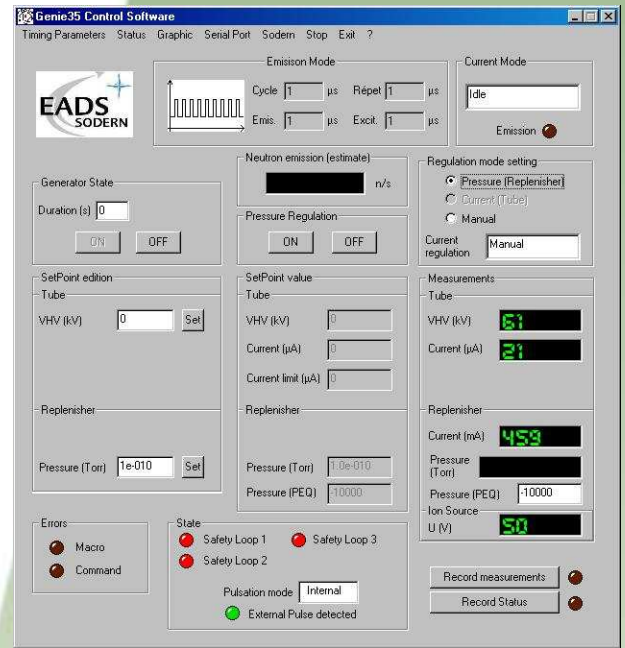 Genie35 Control Software
Timing Parameters Status Graphic Serial Port Sodern Stop Exit ?
EADS
SODERN
Emisison Mode
Cycle 1 µs Répet 1 µs
Emis. 1 µs Excit. 1 µs
Current Mode
Idle
Emission
Generator State
Duration (s) 0
ON OFF
Neutron emission (estimate)
n/s
Pressure Regulation
ON OFF
Regulation mode setting
Pressure (Replenisher)
Current (Tube)
Manual
Current regulation Manual
SetPoint edition
Tube
VHV (kV) 0 Set
Replenisher
Pressure (Torr) 1e-010 Set
SetPoint value
Tube
VHV (kV) 0
Current (µA) 0
Current limit (µA) 0
Replenisher
Pressure (Torr) 1.0e-010
Pressure (PEQ) -10000
Measurements
Tube
VHV (kV) 61
Current (µA) 21
Replenisher
Current (mA) 459
Pressure (Torr)
Pressure (PEQ) -10000
Ion Source
U (V) 50
Errors
Macro
Command
State
Safety Loop 1 Safety Loop 3
Safety Loop 2
Pulsation mode Internal
External Pulse detected
Record measurements
Record Status